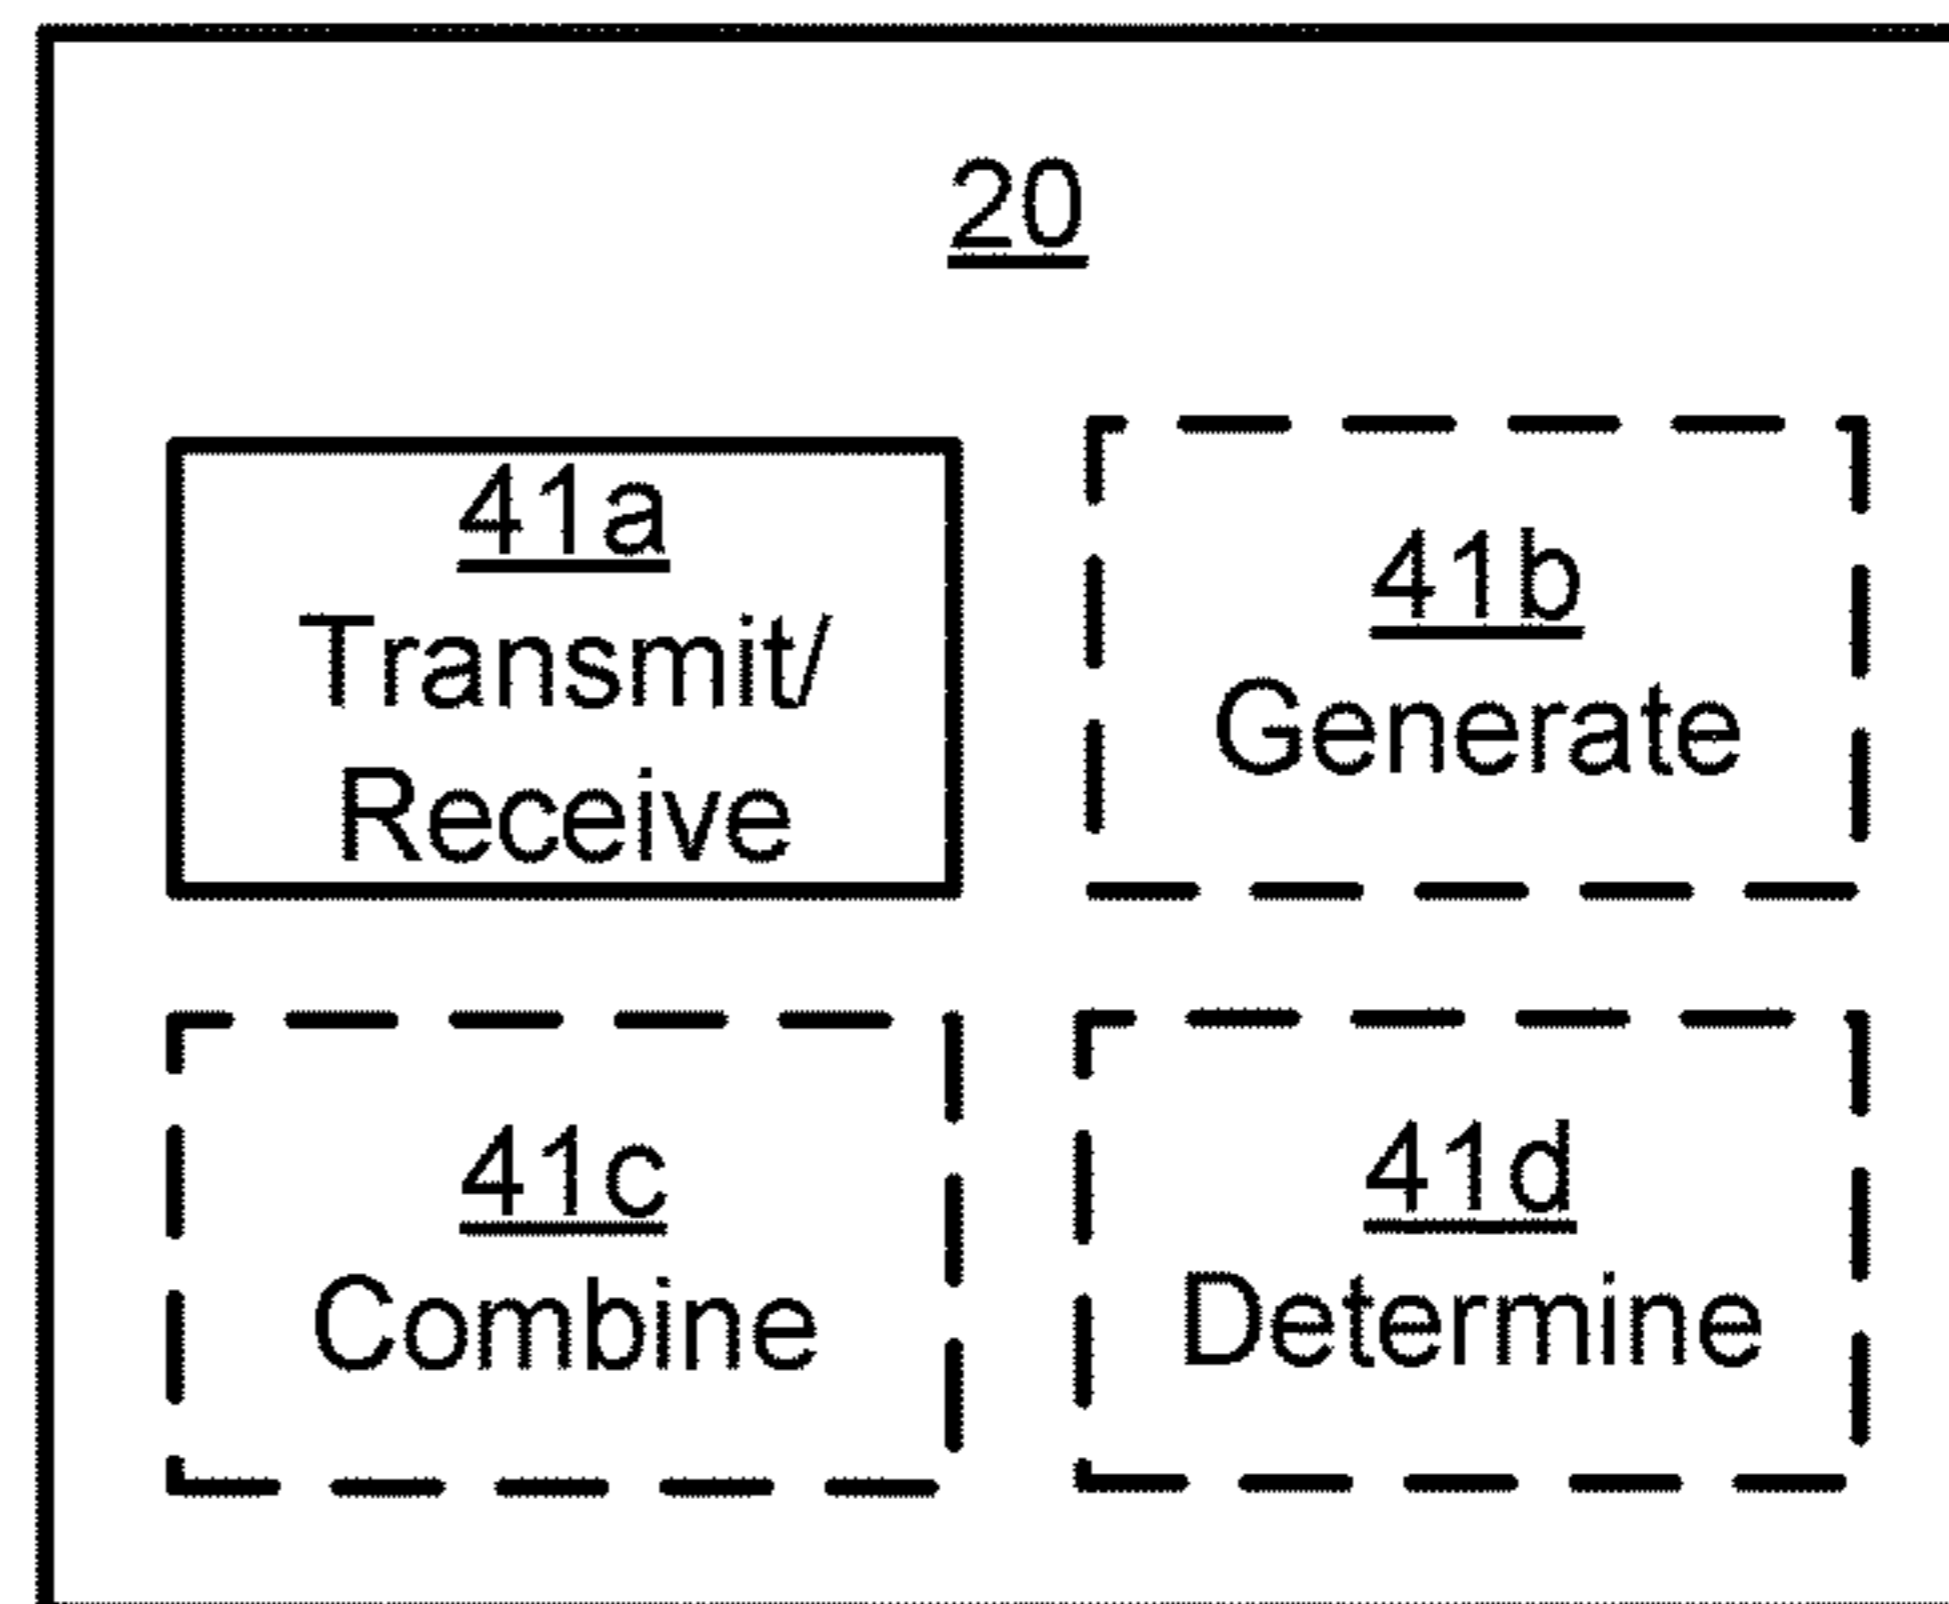 20
41a
Transmit/
Receive
41b
Generate
41c
Combine
41d
Determine